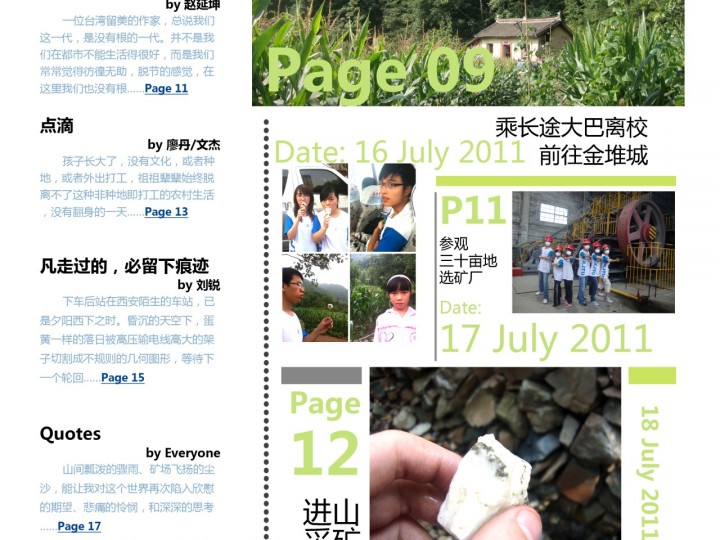 by 赵延坤
一位台湾留美的作家，总说我们
这一代，是没有根的一代。并不是我
们在都市不能生活得很好，而是我们
常常觉得彷徨无助，脱节的感觉，在
这里我们也没有根……Page 11
点滴
by 廖丹/文杰
孩子长大了，没有文化，或者种
地，或者外出打工，祖祖辈辈始终脱
离不了这种非种地即打工的农村生活
，没有翻身的一天……Page 13
凡走过的，必留下痕迹
by 刘锐
下车后站在西安陌生的车站，已
是夕阳西下之时。昏沉的天空下，蛋
黄一样的落日被高压输电线高大的架
子切割成不规则的几何图形，等待下
一个轮回……Page 15
Quotes
by Everyone
山间瓢泼的骤雨、矿场飞扬的尘
沙，能让我对这个世界再次陷入欣慰
的期望、悲痛的怜悯，和深深的思考
……Page 17
Page 09
乘长途大巴离校
Date: 16 July 2011
前往金堆城
P11
参观
三十亩地
选矿厂
Date:
17 July 2011
Page
12
进山
采矿
18 July 2011